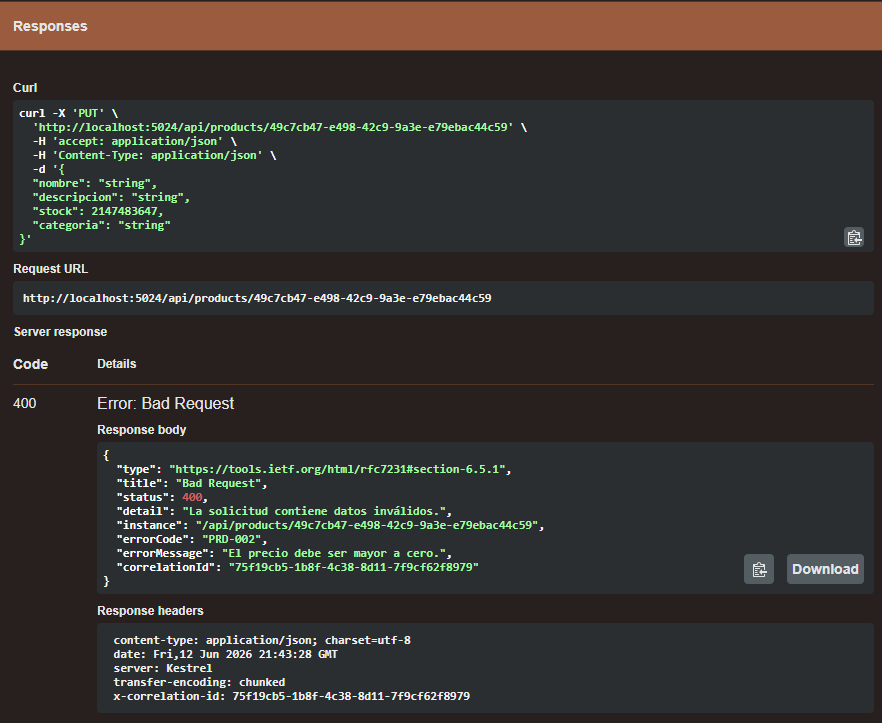 Responses
Curl
curl -X 'PUT' \
  'http://localhost:5024/api/products/49c7cb47-e498-42c9-9a3e-e79ebac44c59' \
  -H 'accept: application/json' \
  -H 'Content-Type: application/json' \
  -d '{
  "nombre": "string",
  "descripcion": "string",
  "stock": 2147483647,
  "categoria": "string"
}'
Request URL
http://localhost:5024/api/products/49c7cb47-e498-42c9-9a3e-e79ebac44c59
Server response
Code Details
400 Error: Bad Request
Response body
{
  "type": "https://tools.ietf.org/html/rfc7231#section-6.5.1",
  "title": "Bad Request",
  "status": 400,
  "detail": "La solicitud contiene datos inválidos.",
  "instance": "/api/products/49c7cb47-e498-42c9-9a3e-e79ebac44c59",
  "errorCode": "PRD-002",
  "errorMessage": "El precio debe ser mayor a cero.",
  "correlationId": "75f19cb5-1b8f-4c38-8d11-7f9cf62f8979"
}
Download
Response headers
content-type: application/json; charset=utf-8
date: Fri,12 Jun 2026 21:43:28 GMT
server: Kestrel
transfer-encoding: chunked
x-correlation-id: 75f19cb5-1b8f-4c38-8d11-7f9cf62f8979